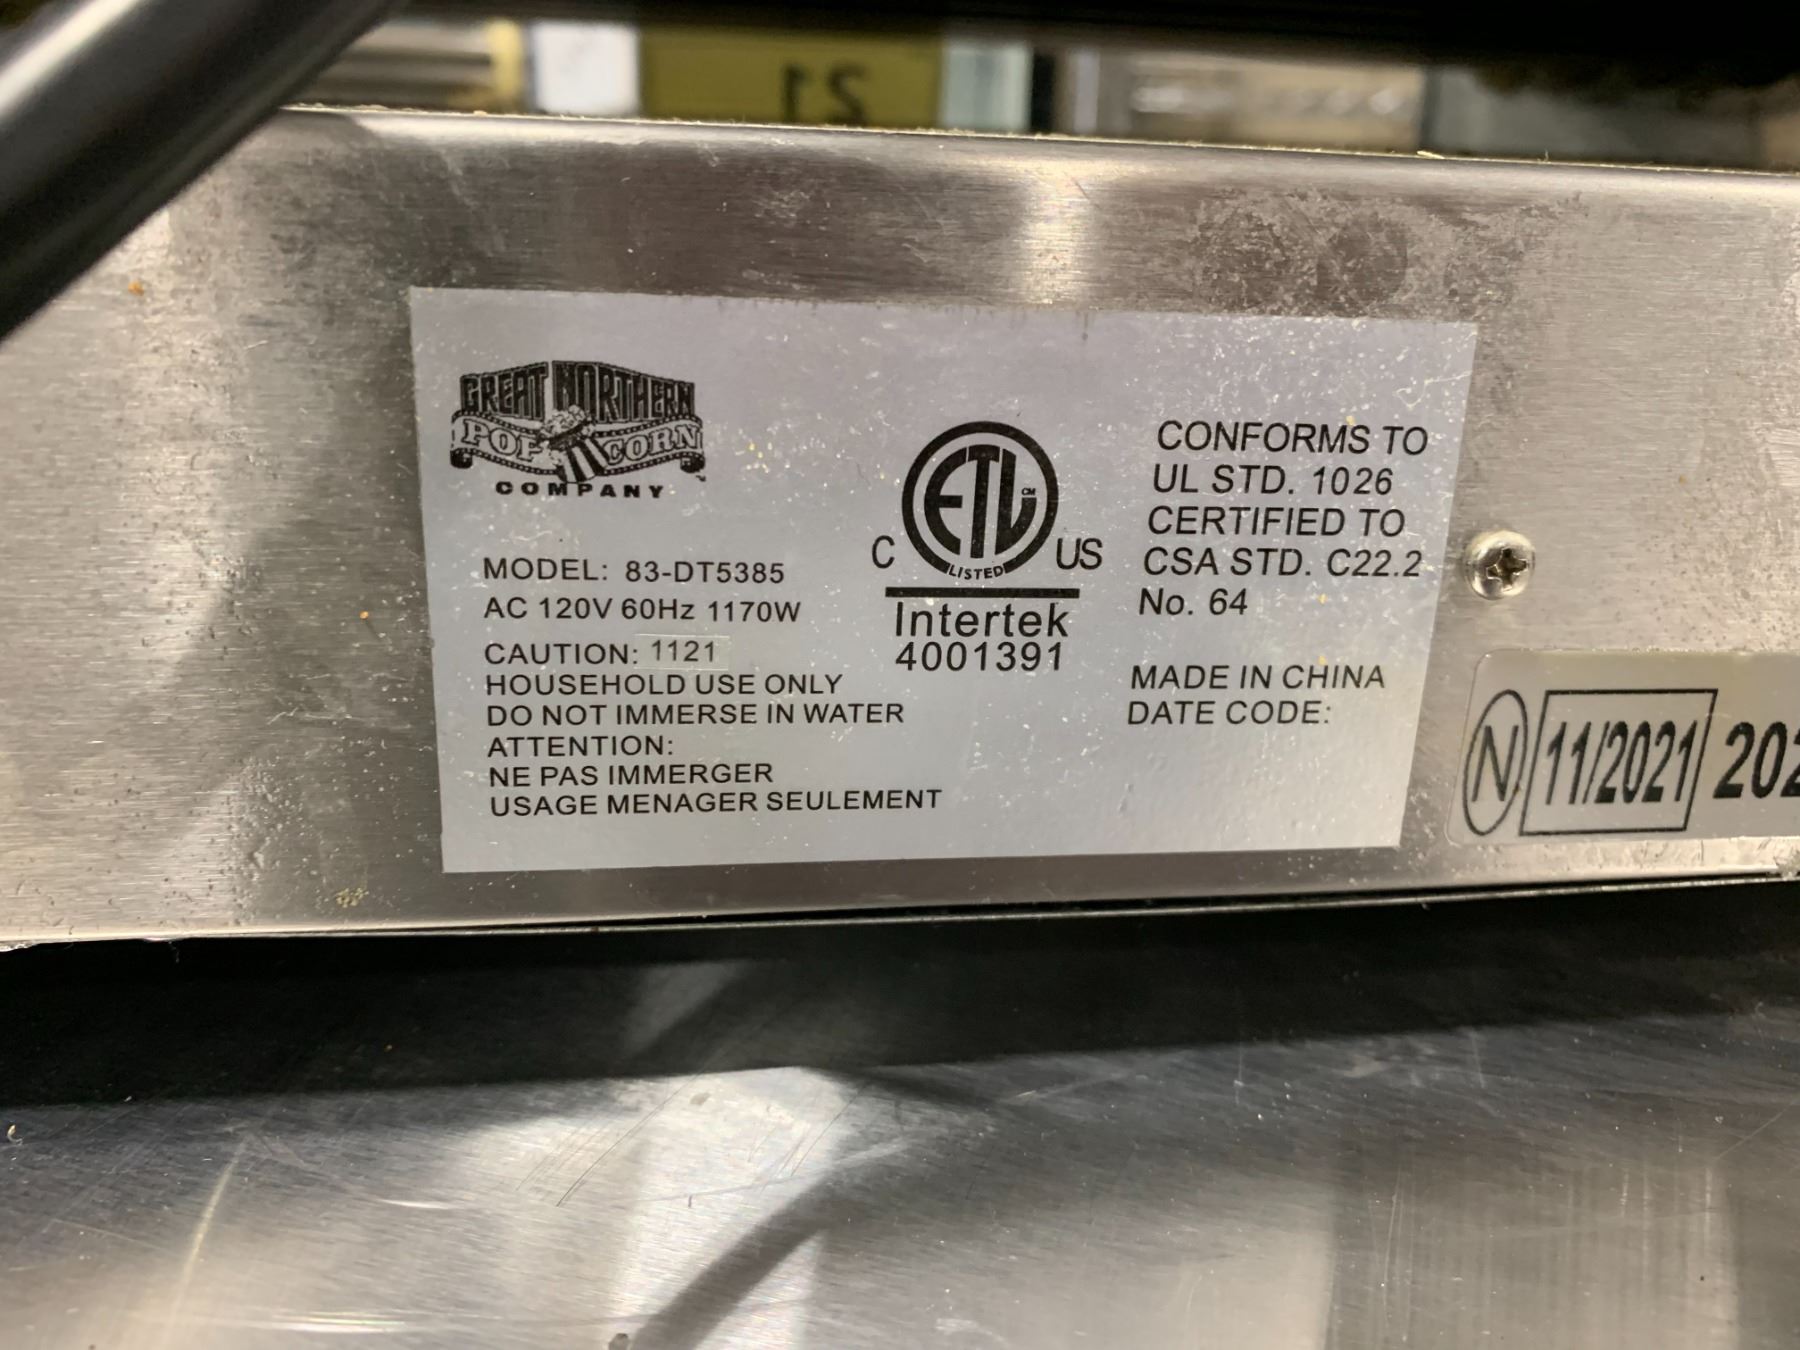 21
GREAT NORTHERN
POPCORN
COMPANY
MODEL: 83-DT5385
AC 120V 60Hz 1170W
CAUTION: 1121
HOUSEHOLD USE ONLY
DO NOT IMMERSE IN WATER
ATTENTION:
NE PAS IMMERGER
USAGE MENAGER SEULEMENT
ETL CM
LISTED
C US
Intertek
4001391
CONFORMS TO
UL STD. 1026
CERTIFIED TO
CSA STD. C22.2
No. 64
MADE IN CHINA
DATE CODE:
N 11/2021